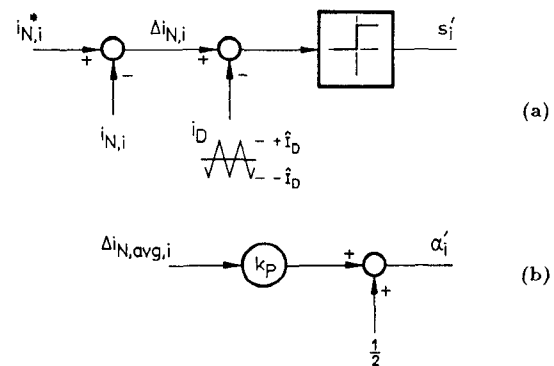 i*N,i
+
−
ΔiN,i
+
−
s′i
iN,i
iD
+ÎD
−ÎD
(a)
ΔiN,avg,i
kP
+
+
α′i
1/2
(b)